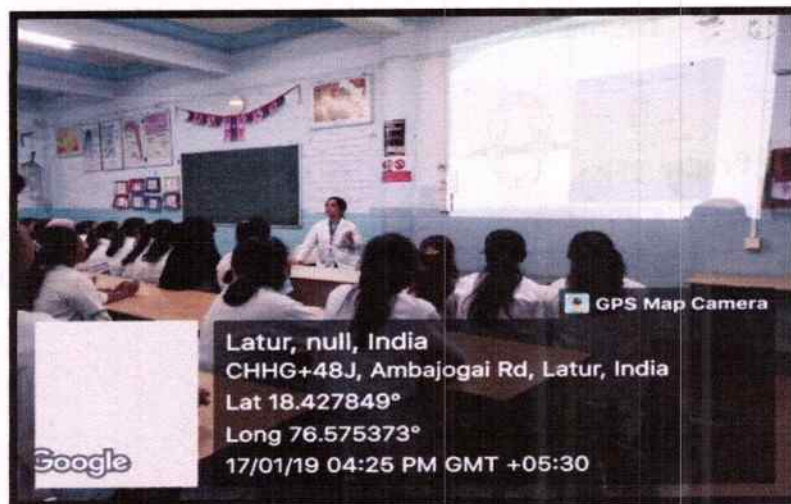 GPS Map Camera
Latur, null, India
CHHG+48J, Ambajogai Rd, Latur, India
Lat 18.427849°
Long 76.575373°
17/01/19 04:25 PM GMT +05:30
Google